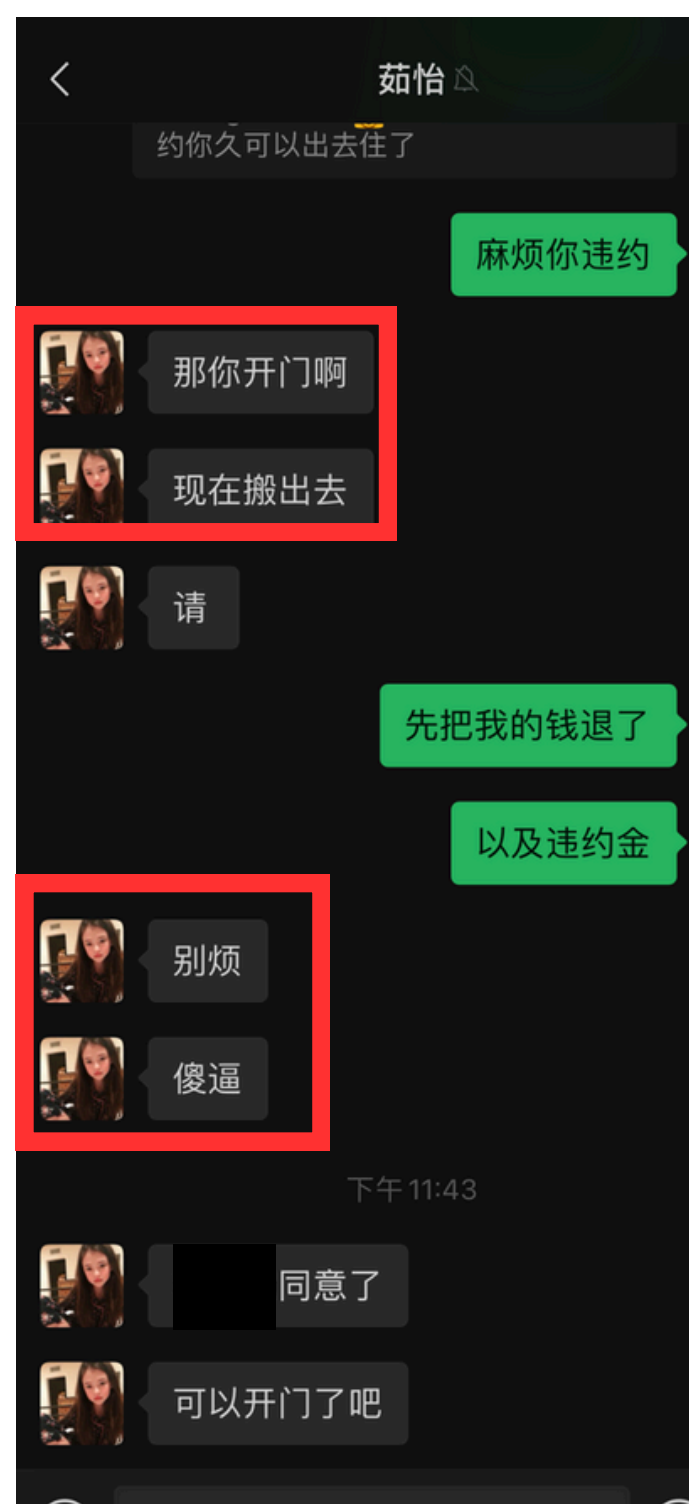 茹怡
约你久可以出去住了
麻烦你违约
那你开门啊
现在搬出去
请
先把我的钱退了
以及违约金
别烦
傻逼
下午 11:43
同意了
可以开门了吧